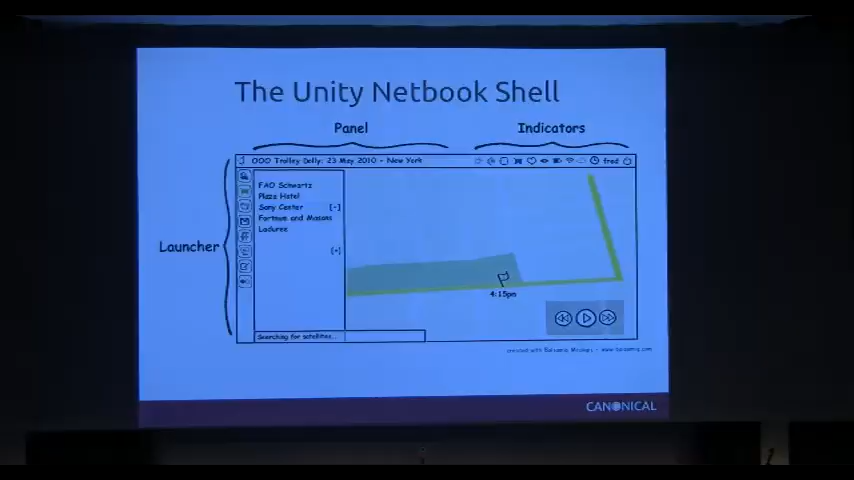 The Unity Netbook Shell
Panel
Indicators
OOO Trolley Dolly: 23 May 2010 - New York
fred
FAO Schwartz
Plaza Hotel
Sony Center [-]
Fortnum and Masons
Laduree
[+]
Launcher
4:15pm
Searching for satellites...
created with Balsamiq Mockups - www.balsamiq.com
CANONICAL